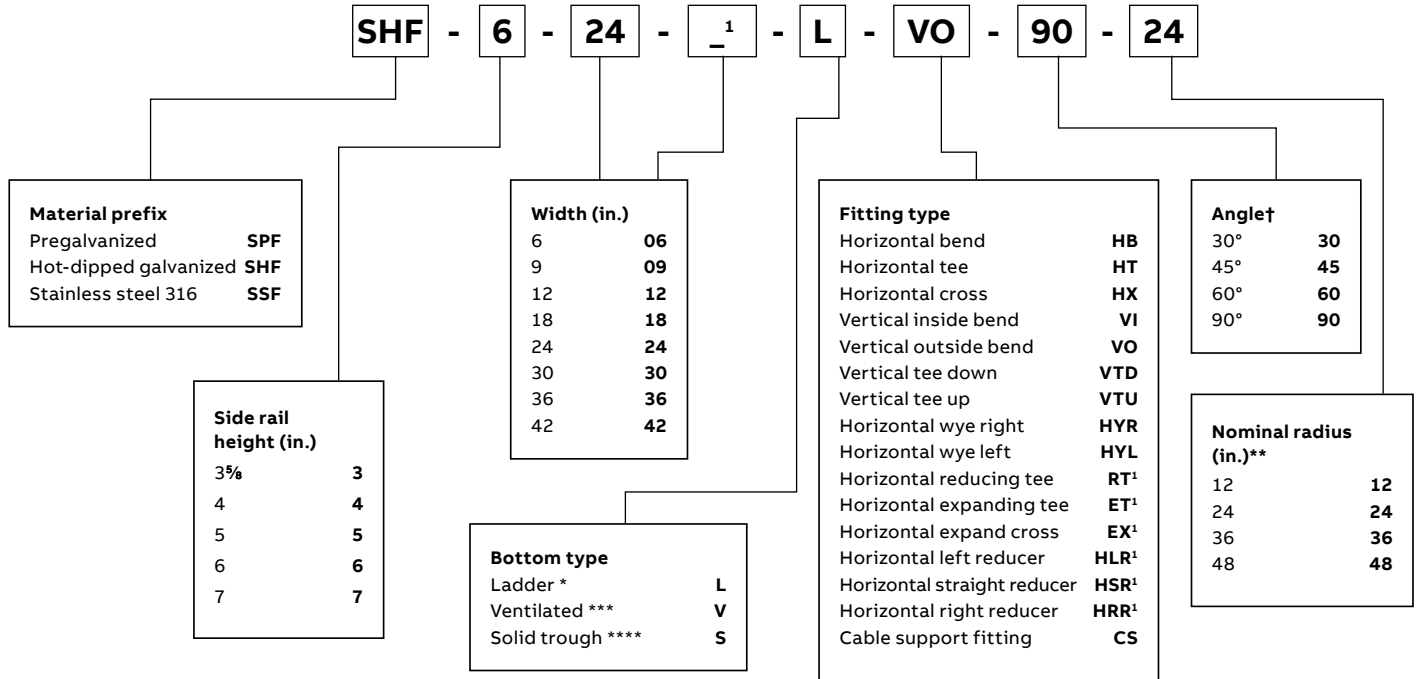 SHF - 6 - 24 - _¹ - L - VO - 90 - 24
Material prefix
Pregalvanized SPF
Hot-dipped galvanized SHF
Stainless steel 316 SSF
Side rail
height (in.)
3⅝ 3
4 4
5 5
6 6
7 7
Width (in.)
6 06
9 09
12 12
18 18
24 24
30 30
36 36
42 42
Bottom type
Ladder * L
Ventilated *** V
Solid trough **** S
Fitting type
Horizontal bend HB
Horizontal tee HT
Horizontal cross HX
Vertical inside bend VI
Vertical outside bend VO
Vertical tee down VTD
Vertical tee up VTU
Horizontal wye right HYR
Horizontal wye left HYL
Horizontal reducing tee RT¹
Horizontal expanding tee ET¹
Horizontal expand cross EX¹
Horizontal left reducer HLR¹
Horizontal straight reducer HSR¹
Horizontal right reducer HRR¹
Cable support fitting CS
Angle†
30° 30
45° 45
60° 60
90° 90
Nominal radius
(in.)**
12 12
24 24
36 36
48 48